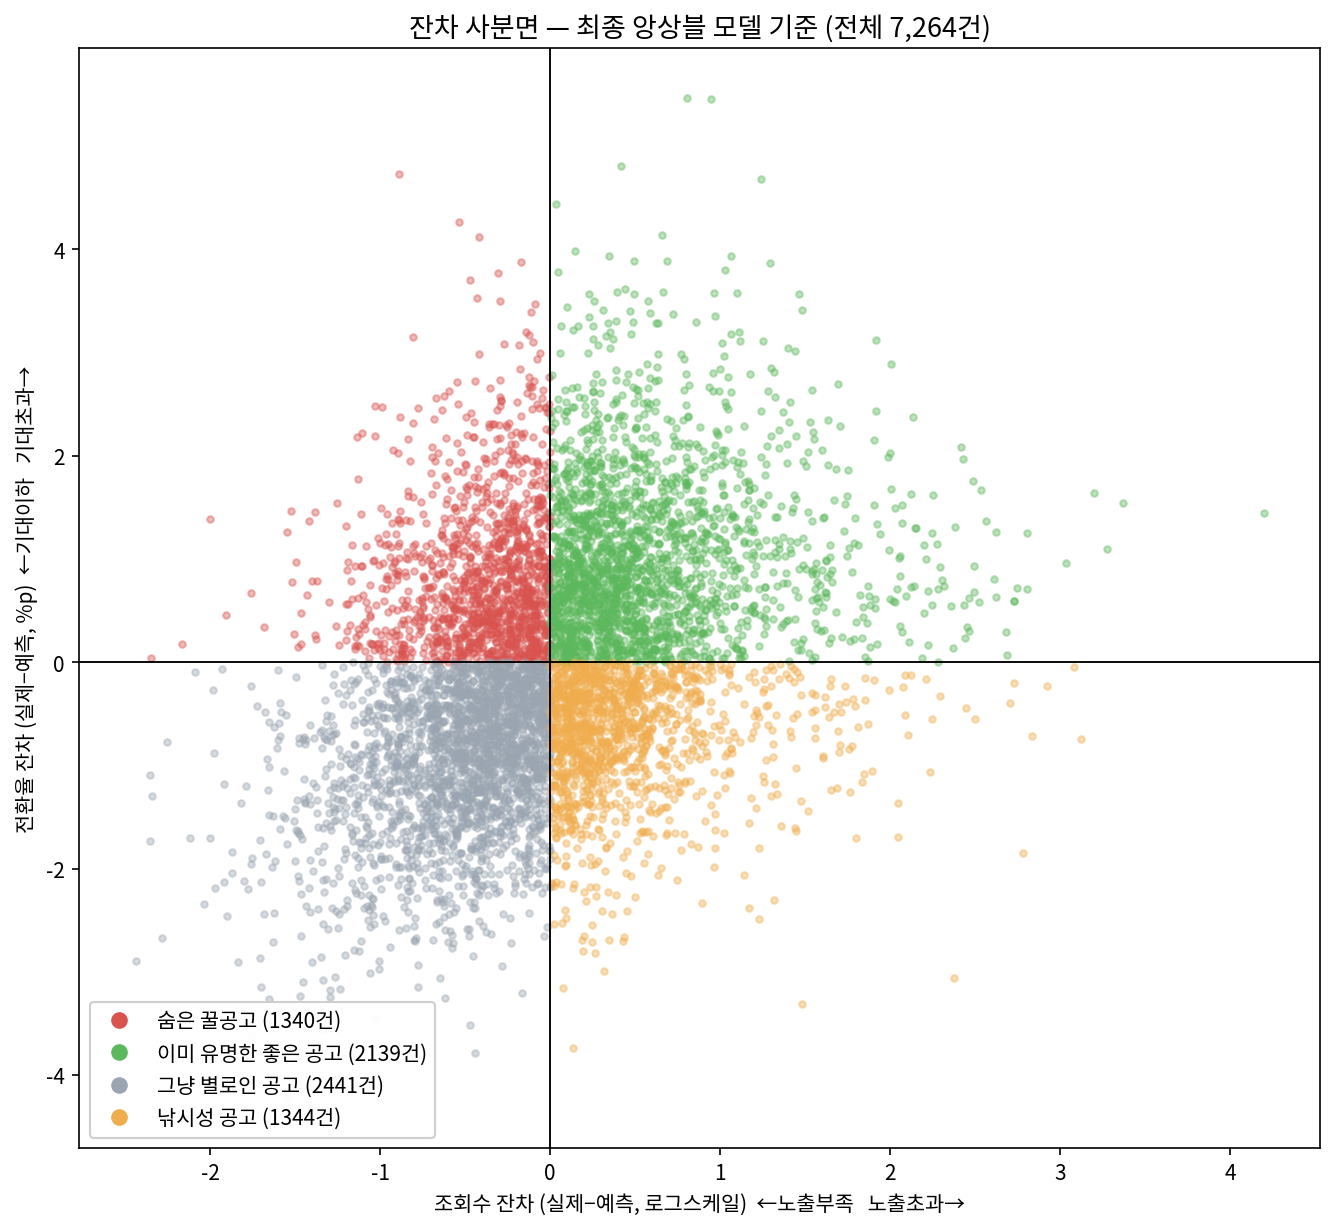 잔차 사분면 — 최종 앙상블 모델 기준 (전체 7,264건)
전환율 잔차 (실제−예측, %p) ←기대이하 기대초과→
4
2
0
-2
-4
숨은 꿀공고 (1340건)
이미 유명한 좋은 공고 (2139건)
그냥 별로인 공고 (2441건)
낚시성 공고 (1344건)
-2 -1 0 1 2 3 4
조회수 잔차 (실제−예측, 로그스케일) ←노출부족 노출초과→